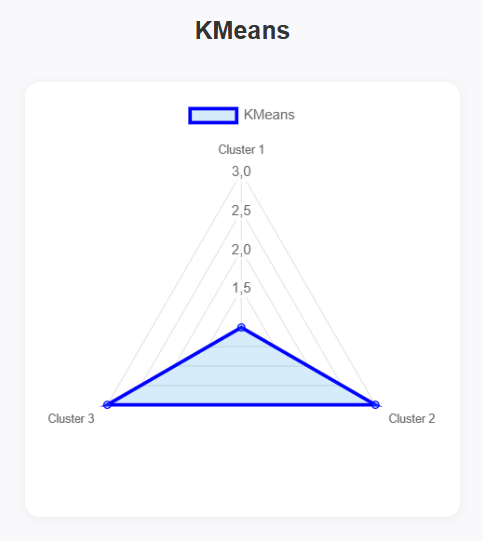 KMeans
KMeans
Cluster 1
3,0
2,5
2,0
1,5
Cluster 3
Cluster 2